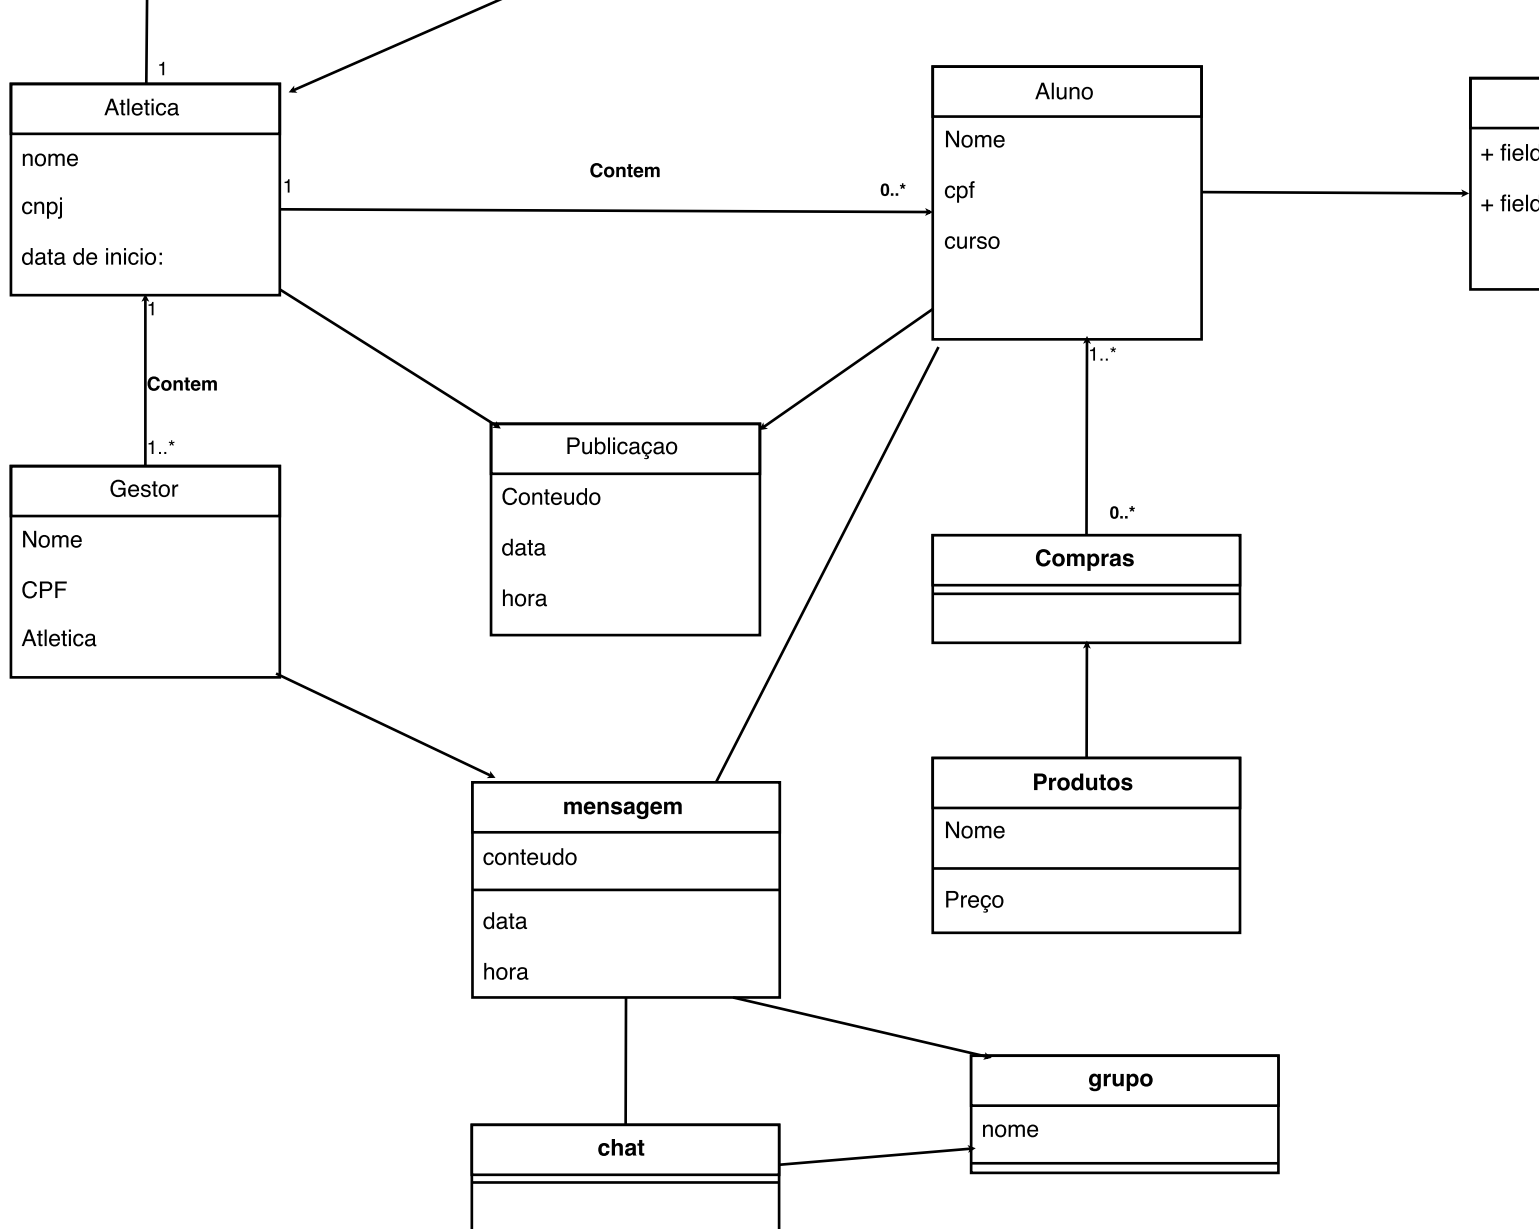 1
Atletica
nome
cnpj
data de inicio:
1
Contem
0..*
Aluno
Nome
cpf
curso
+ field
+ field
1
Contem
1..*
1..*
Gestor
Nome
CPF
Atletica
Publicaçao
Conteudo
data
hora
0..*
Compras
Produtos
Nome
Preço
mensagem
conteudo
data
hora
grupo
nome
chat